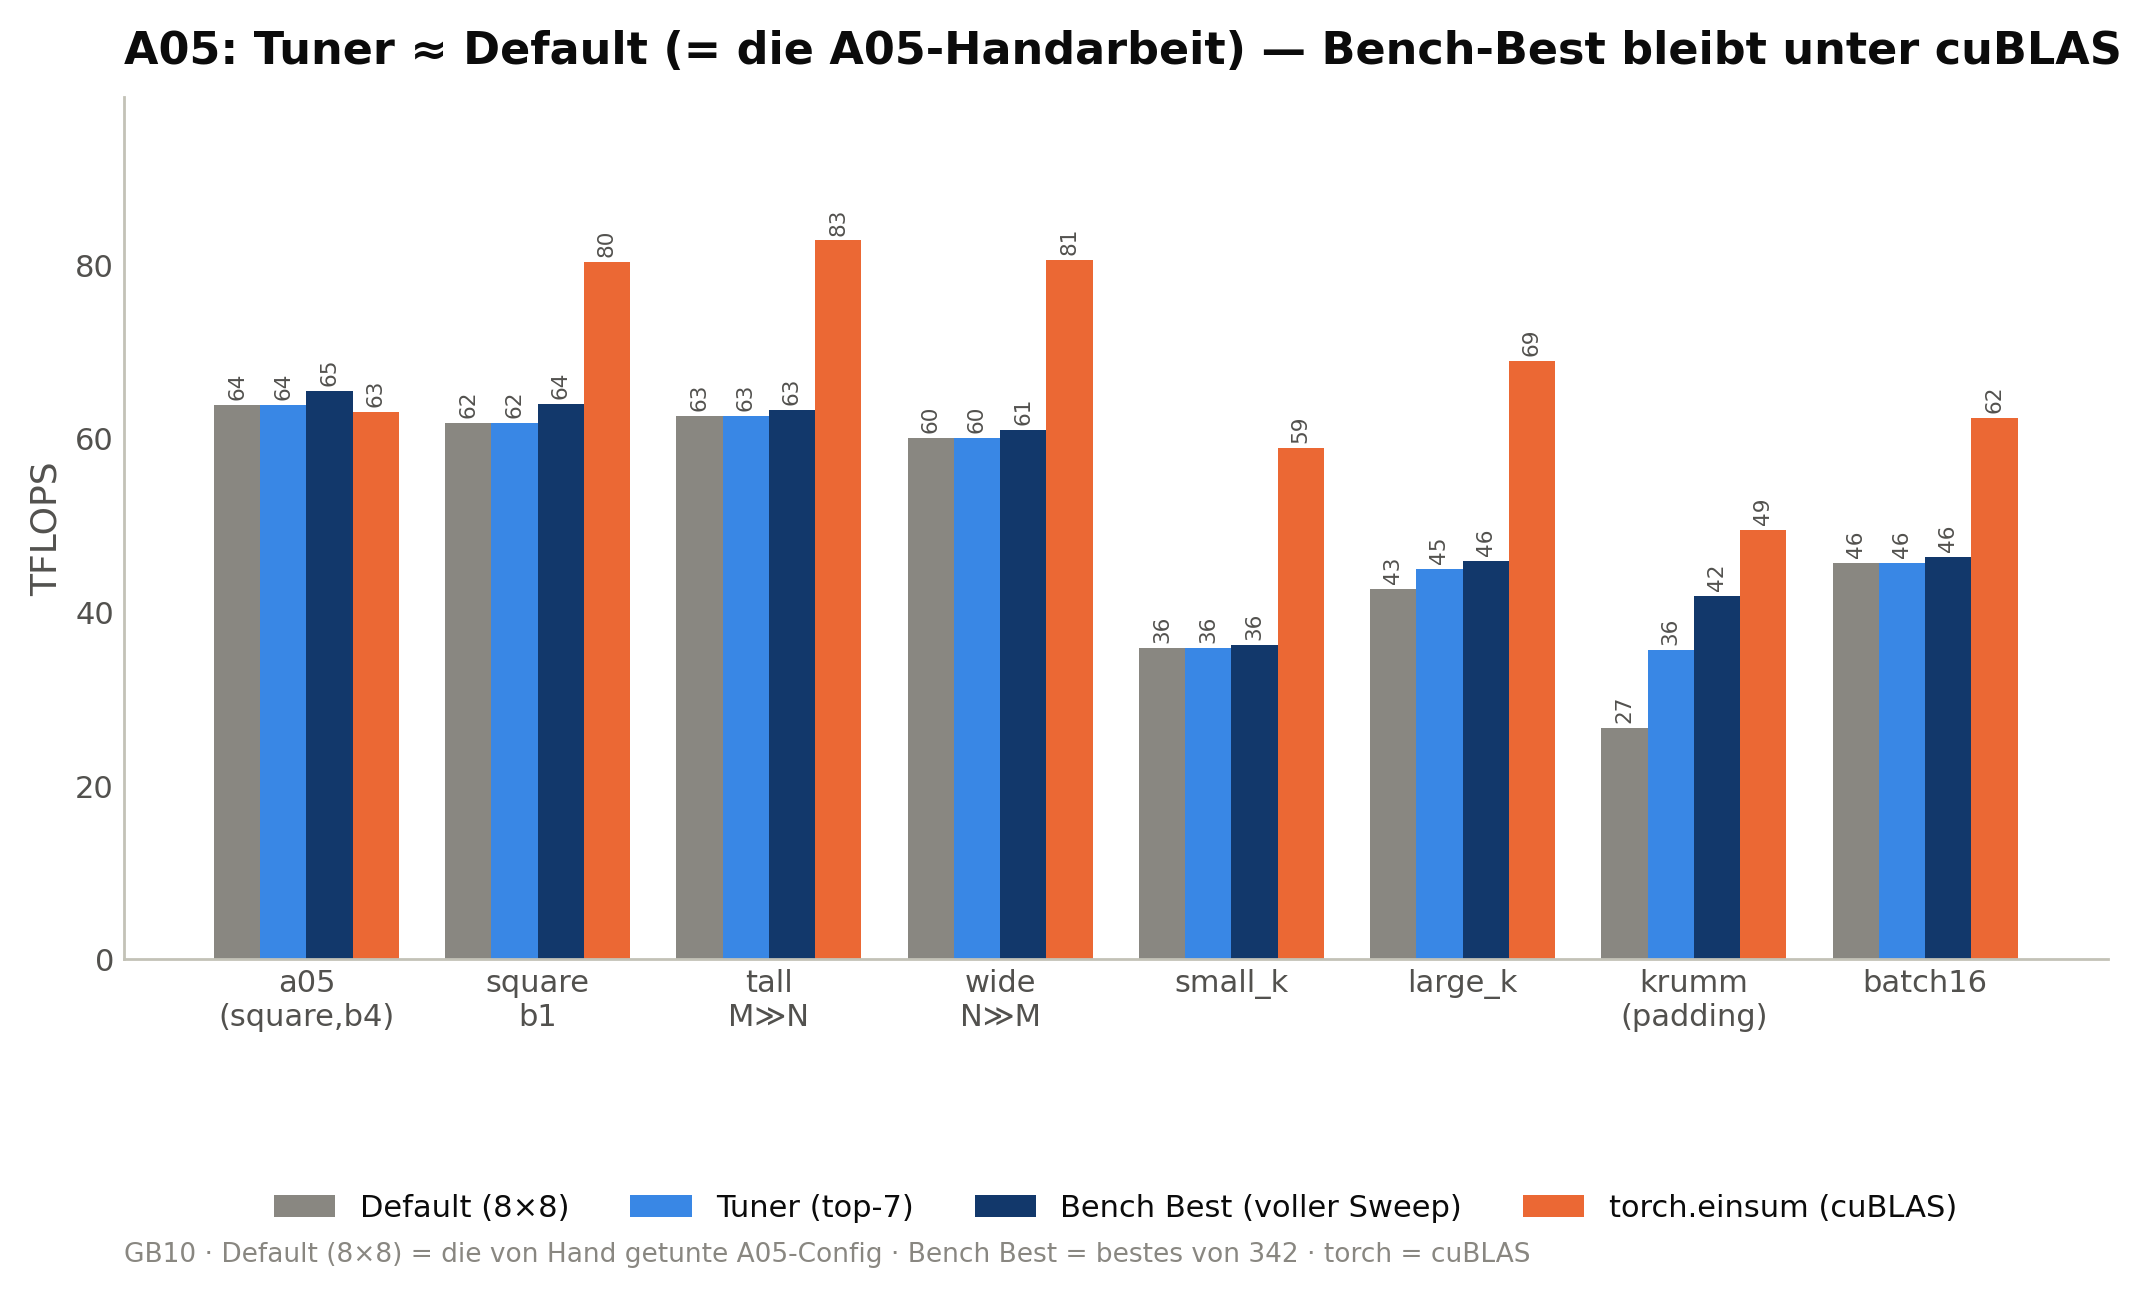 A05: Tuner ≈ Default (= die A05-Handarbeit) — Bench-Best bleibt unter cuBLAS
TFLOPS
80
60
40
20
0
64 64 65 63
62 62 64 80
63 63 63 83
60 60 61 81
36 36 36 59
43 45 46 69
27 36 42 49
46 46 46 62
a05
(square,b4)
square
b1
tall
M≫N
wide
N≫M
small_k
large_k
krumm
(padding)
batch16
Default (8×8) Tuner (top-7) Bench Best (voller Sweep) torch.einsum (cuBLAS)
GB10 · Default (8×8) = die von Hand getunte A05-Config · Bench Best = bestes von 342 · torch = cuBLAS